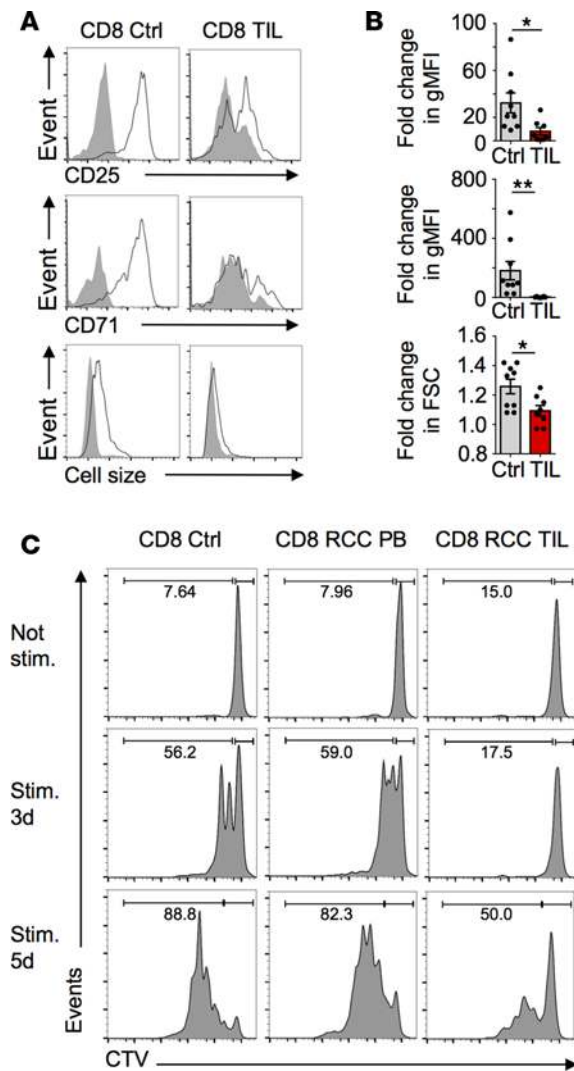 A
CD8 Ctrl
CD8 TIL
Event
CD25
Event
CD71
Event
Cell size
B
Fold change
in gMFI
100
80
60
40
20
0
*
Ctrl TIL
Fold change
in gMFI
800
400
0
**
Ctrl TIL
Fold change
in FSC
1.6
1.4
1.2
1.0
0.8
*
Ctrl TIL
C
CD8 Ctrl
CD8 RCC PB
CD8 RCC TIL
Not
stim.
7.64
7.96
15.0
Stim.
3d
56.2
59.0
17.5
Stim.
5d
88.8
82.3
50.0
Events
CTV